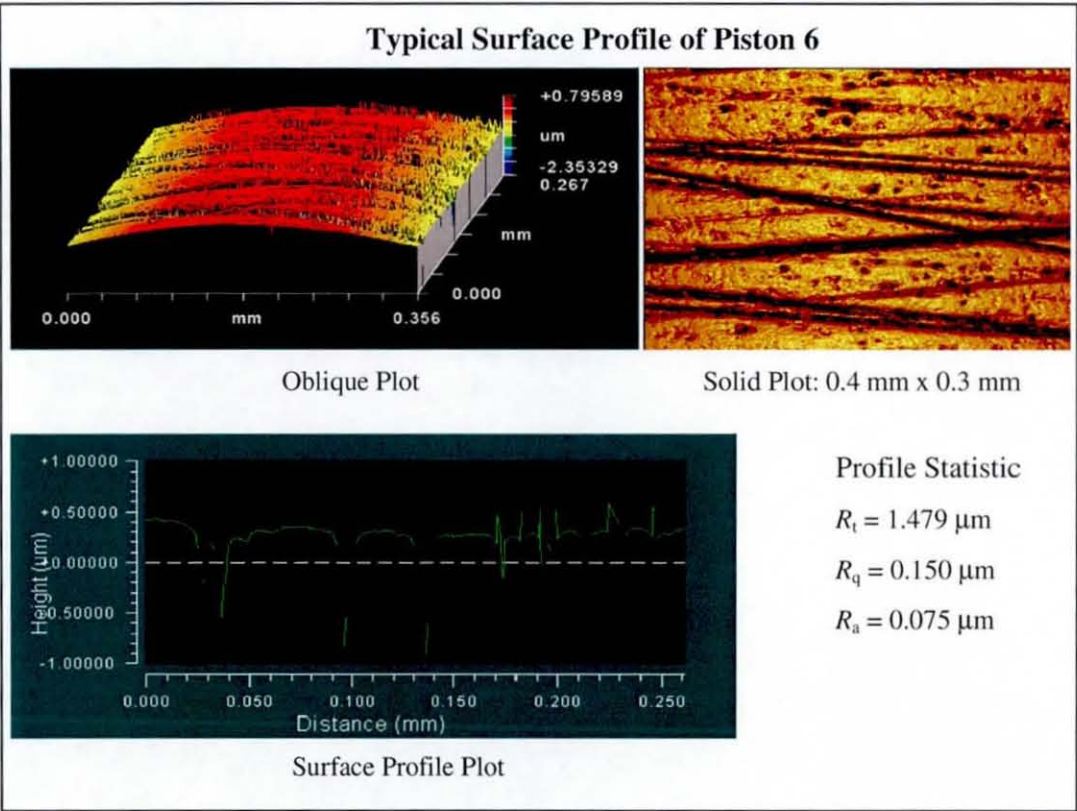 Typical Surface Profile of Piston 6
+0.79589
um
-2.35329
0.267
mm
0.000
0.000
mm
0.356
Oblique Plot
Solid Plot: 0.4 mm x 0.3 mm
+1.00000
+0.50000
+0.00000
-0.50000
-1.00000
Height (um)
0.000
0.050
0.100
0.150
0.200
0.250
Distance (mm)
Surface Profile Plot
Profile Statistic
Rt = 1.479 μm
Rq = 0.150 μm
Ra = 0.075 μm